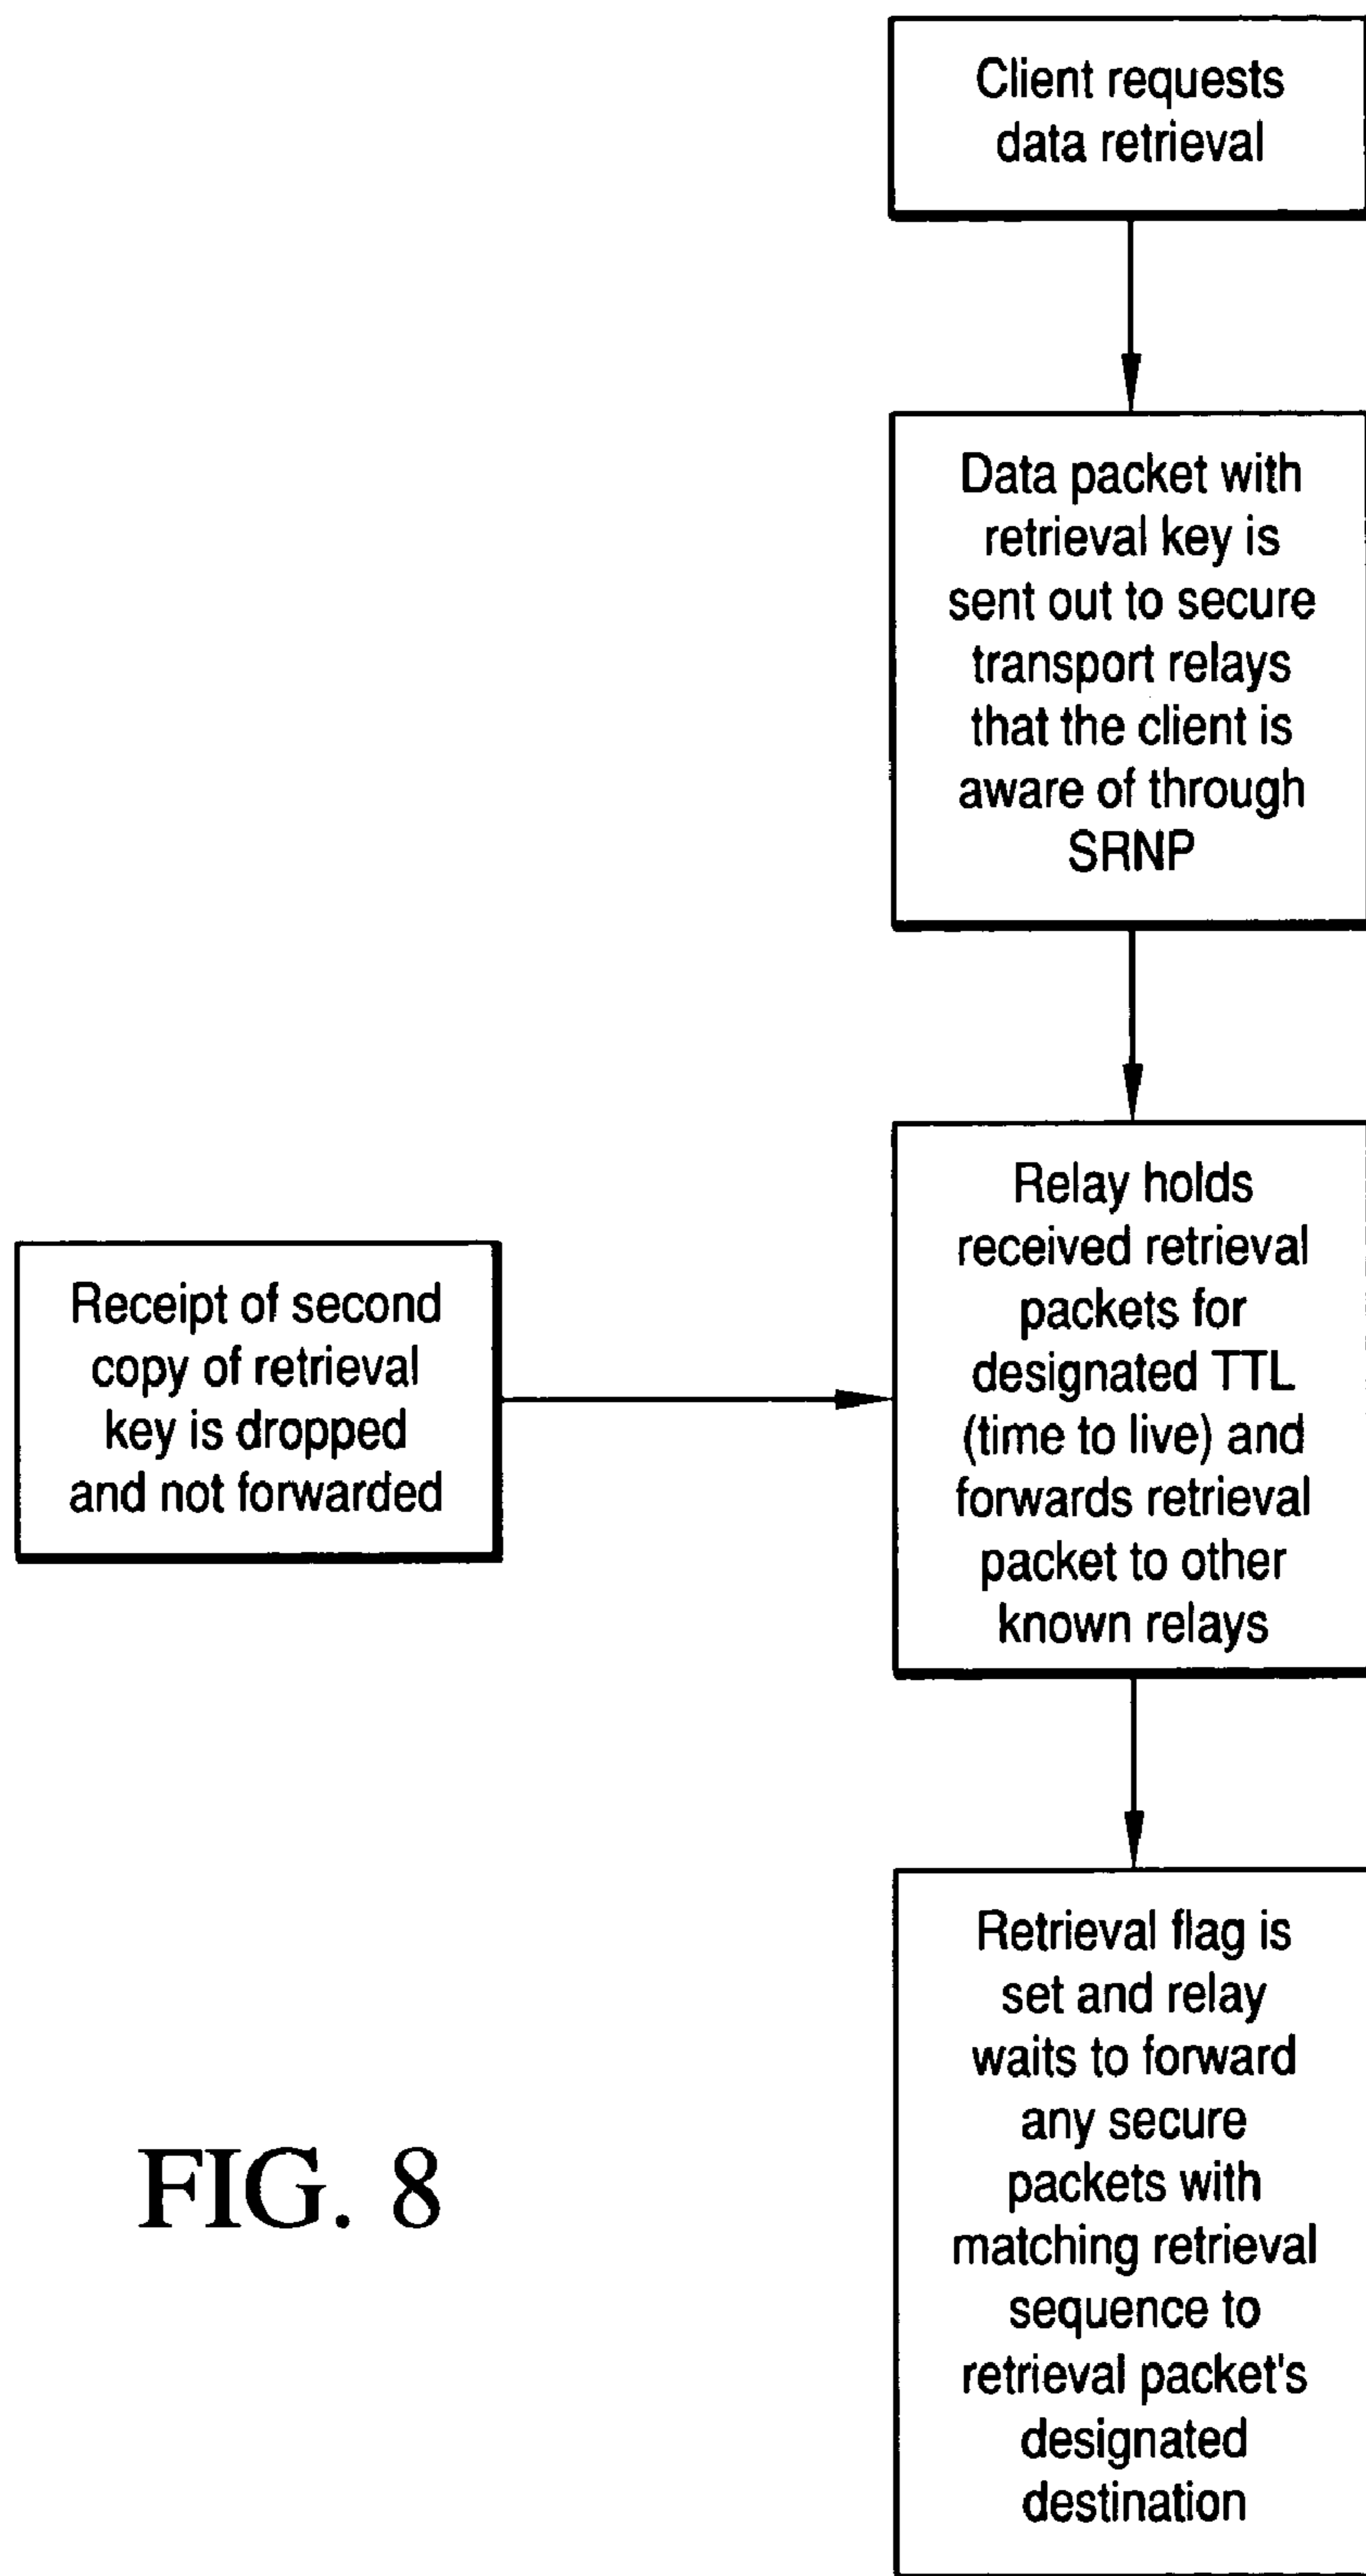 Client requests
data retrieval
Data packet with
retrieval key is
sent out to secure
transport relays
that the client is
aware of through
SRNP
Relay holds
received retrieval
packets for
designated TTL
(time to live) and
forwards retrieval
packet to other
known relays
Receipt of second
copy of retrieval
key is dropped
and not forwarded
Retrieval flag is
set and relay
waits to forward
any secure
packets with
matching retrieval
sequence to
retrieval packet's
designated
destination
FIG. 8